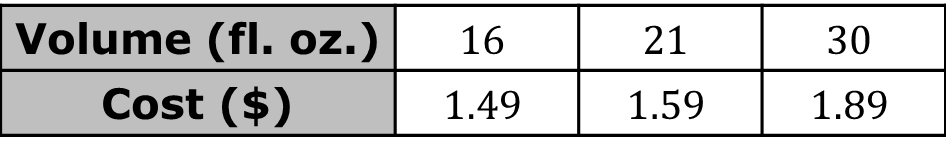 Volume (fl. oz.) 16 21 30
Cost ($) 1.49 1.59 1.89